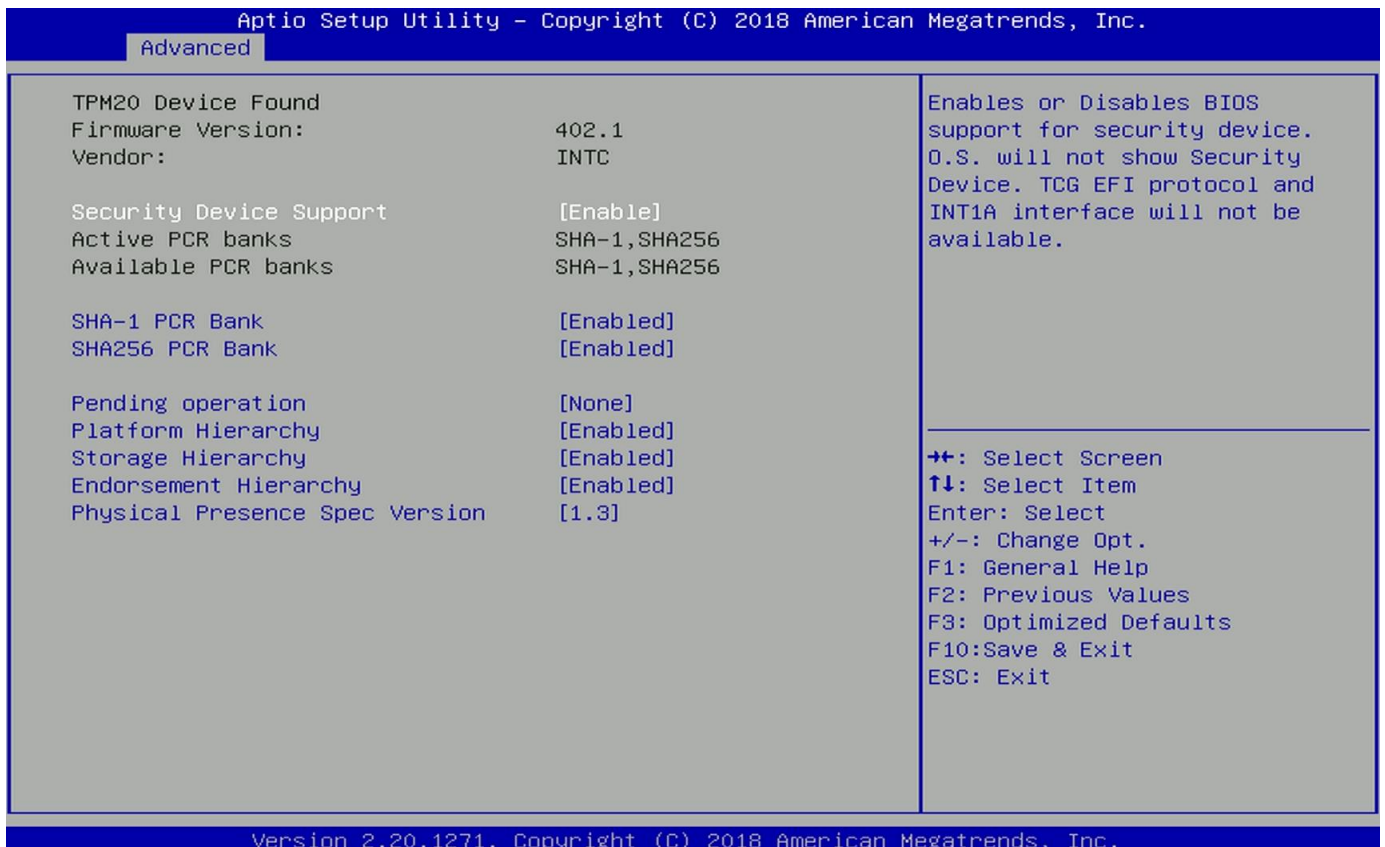 Aptio Setup Utility – Copyright (C) 2018 American Megatrends, Inc.
Advanced
TPM20 Device Found
Firmware Version: 402.1
Vendor: INTC
Security Device Support [Enable]
Active PCR banks SHA-1,SHA256
Available PCR banks SHA-1,SHA256
SHA-1 PCR Bank [Enabled]
SHA256 PCR Bank [Enabled]
Pending operation [None]
Platform Hierarchy [Enabled]
Storage Hierarchy [Enabled]
Endorsement Hierarchy [Enabled]
Physical Presence Spec Version [1.3]
Enables or Disables BIOS
support for security device.
O.S. will not show Security
Device. TCG EFI protocol and
INT1A interface will not be
available.
→←: Select Screen
↑↓: Select Item
Enter: Select
+/-: Change Opt.
F1: General Help
F2: Previous Values
F3: Optimized Defaults
F10:Save & Exit
ESC: Exit
Version 2.20.1271. Copyright (C) 2018 American Megatrends, Inc.